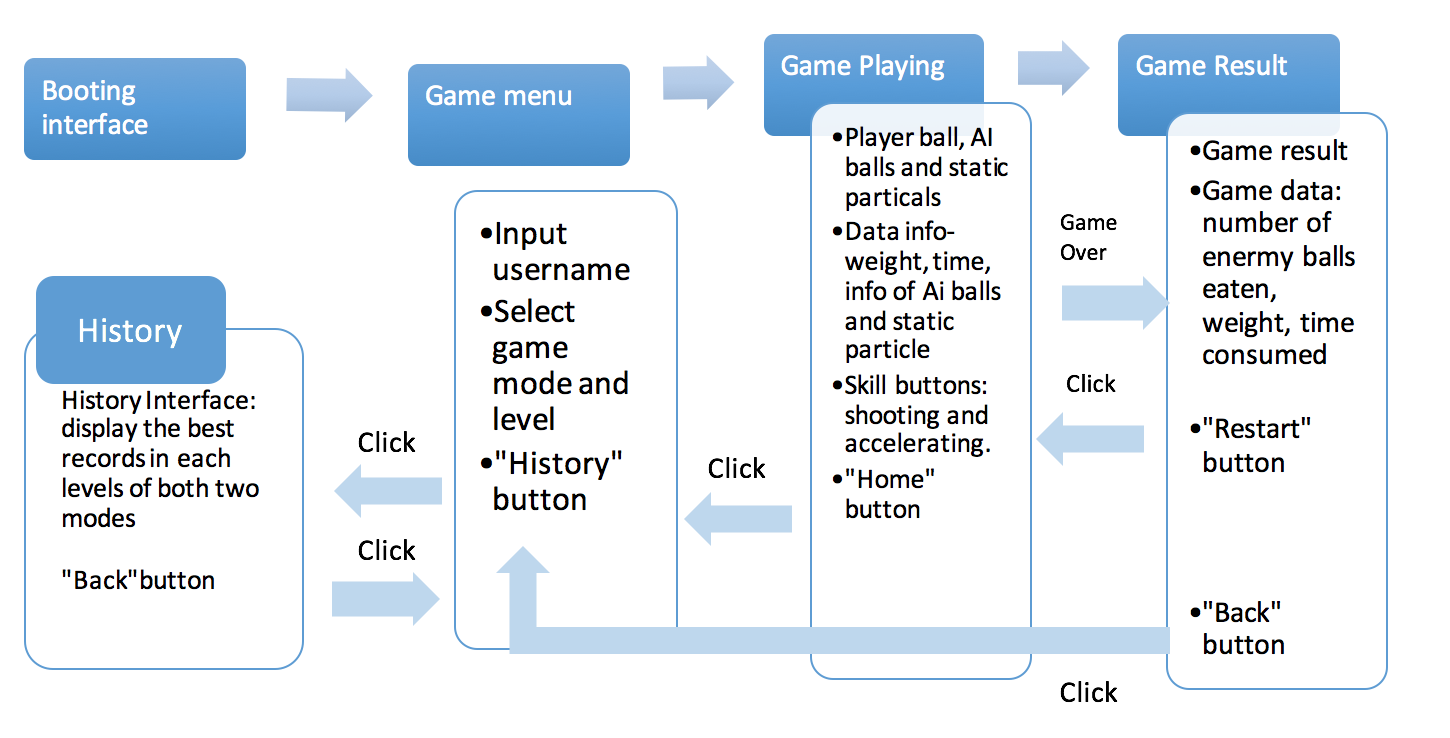 Booting
interface
Game menu
Game Playing
Game Result
•Input
username
•Select
game
mode and
level
•"History"
button
•Player ball, AI
balls and static
particals
•Data info-
weight, time,
info of Ai balls
and static
particle
•Skill buttons:
shooting and
accelerating.
•"Home"
button
•Game result
•Game data:
number of
enermy balls
eaten,
weight, time
consumed
•"Restart"
button
•"Back"
button
History
History Interface:
display the best
records in each
levels of both two
modes
"Back"button
Click
Click
Click
Game
Over
Click
Click